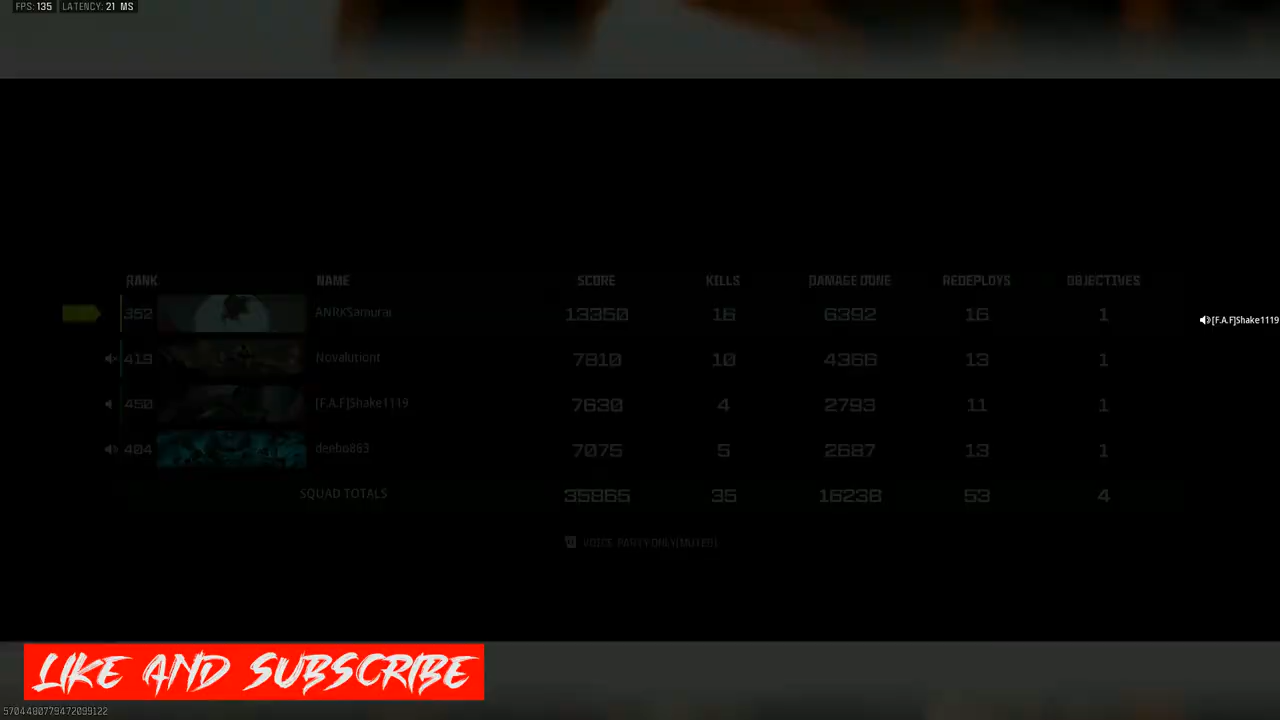 FPS: 135 LATENCY: 21 MS
RANK NAME SCORE KILLS DAMAGE DONE REDEPLOYS OBJECTIVES
352 ANRKSamurai 13350 16 6392 16 1
419 Novalutiont 7810 10 4366 13 1
450 [F.A.F]Shake1119 7630 4 2793 11 1
484 deebo863 7075 5 2687 13 1
SQUAD TOTALS 35865 35 16238 53 4
[F.A.F]Shake1119
VOICE: PARTY ONLY(MUTED)
LIKE AND SUBSCRIBE
5704480779472099122